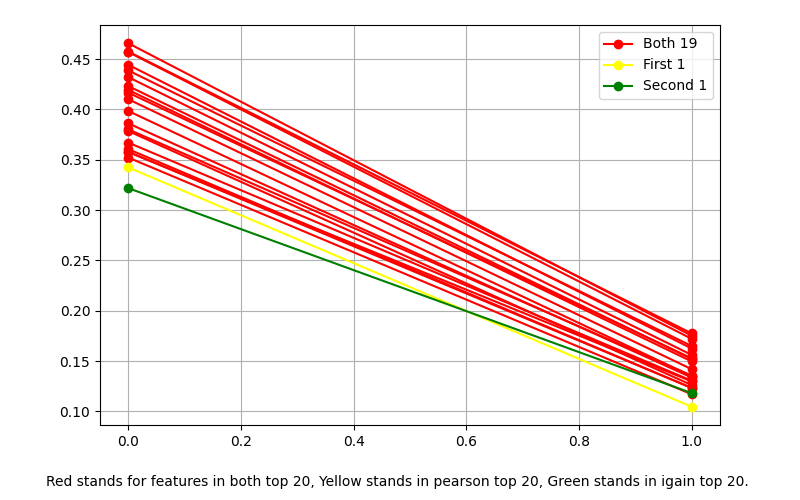 Both 19
First 1
Second 1
0.45
0.40
0.35
0.30
0.25
0.20
0.15
0.10
0.0 0.2 0.4 0.6 0.8 1.0
Red stands for features in both top 20, Yellow stands in pearson top 20, Green stands in igain top 20.